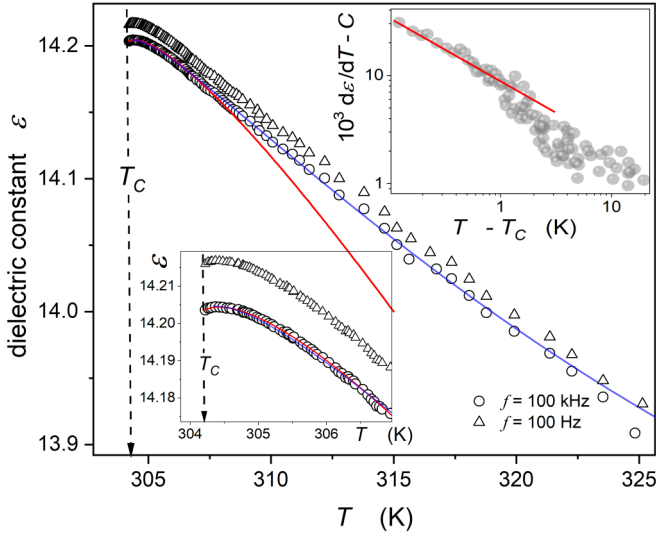 dielectric constant ε
14.2
14.1
14.0
13.9
305
310
315
320
325
T (K)
T_C
f = 100 kHz
f = 100 Hz
10³ dε/dT - C
10
1
1
10
T - T_C (K)
ε
14.21
14.20
14.19
14.18
304
305
306
T (K)
T_C